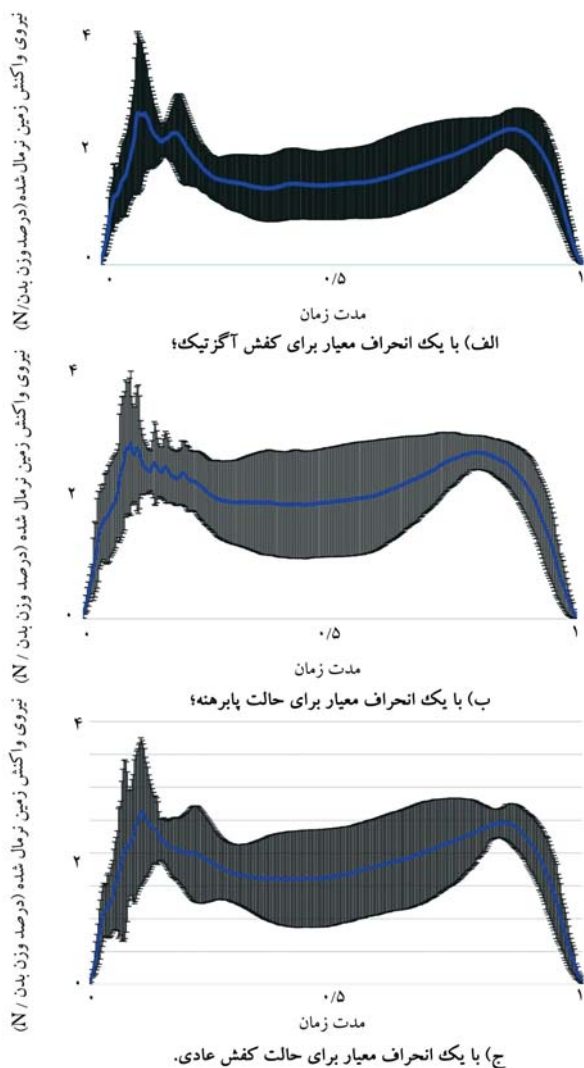 نیروی واکنش زمین نرمال شده (درصد وزن بدن/N)
۴
۲
۰
۰/۵
۱
مدت زمان
الف) با یک انحراف معیار برای کفش آگزتیک؛
نیروی واکنش زمین نرمال شده (درصد وزن بدن / N)
۴
۲
۰
۰
۰/۵
۱
مدت زمان
ب) با یک انحراف معیار برای حالت پابرهنه؛
نیروی واکنش زمین نرمال شده (درصد وزن بدن / N)
۴
۲
۰
۰
۰/۵
۱
مدت زمان
ج) با یک انحراف معیار برای حالت کفش عادی.